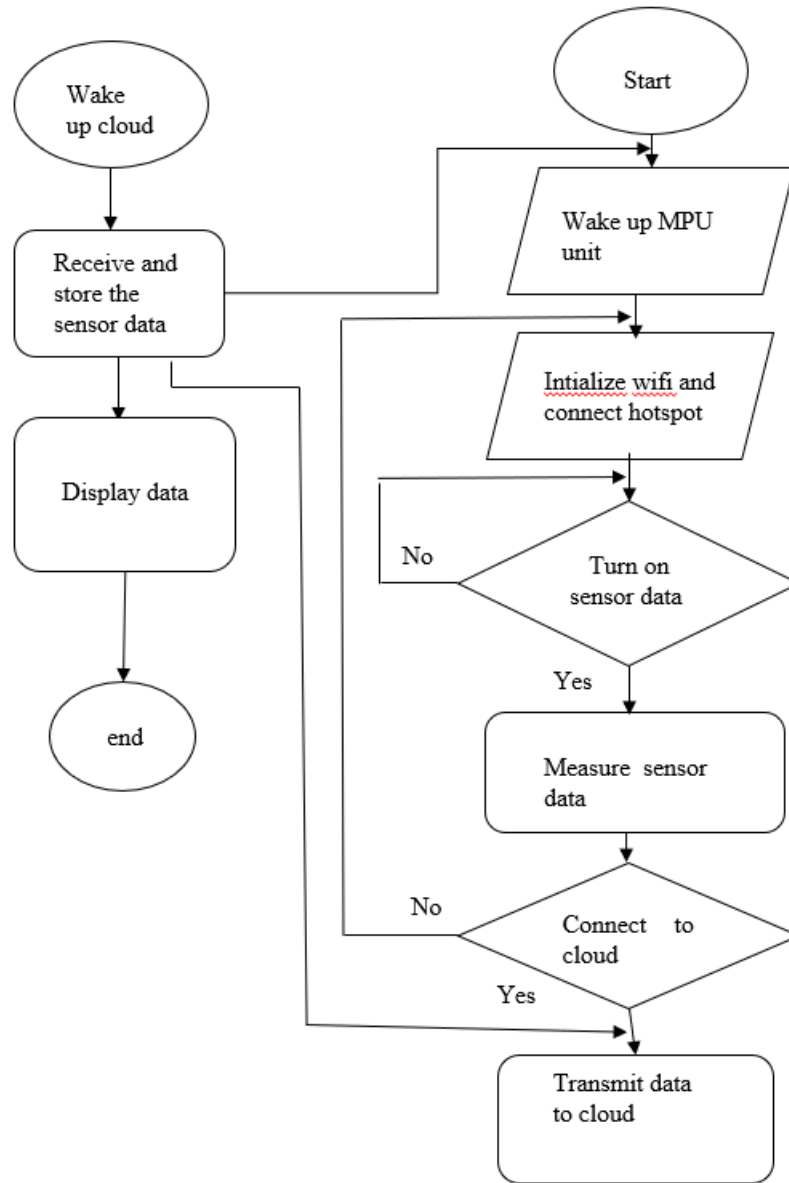 Wake
up cloud
Receive and
store the
sensor data
Display data
end
Start
Wake up MPU
unit
Intialize wifi and
connect hotspot
No
Turn on
sensor data
Yes
Measure sensor
data
No
Connect to
cloud
Yes
Transmit data
to cloud